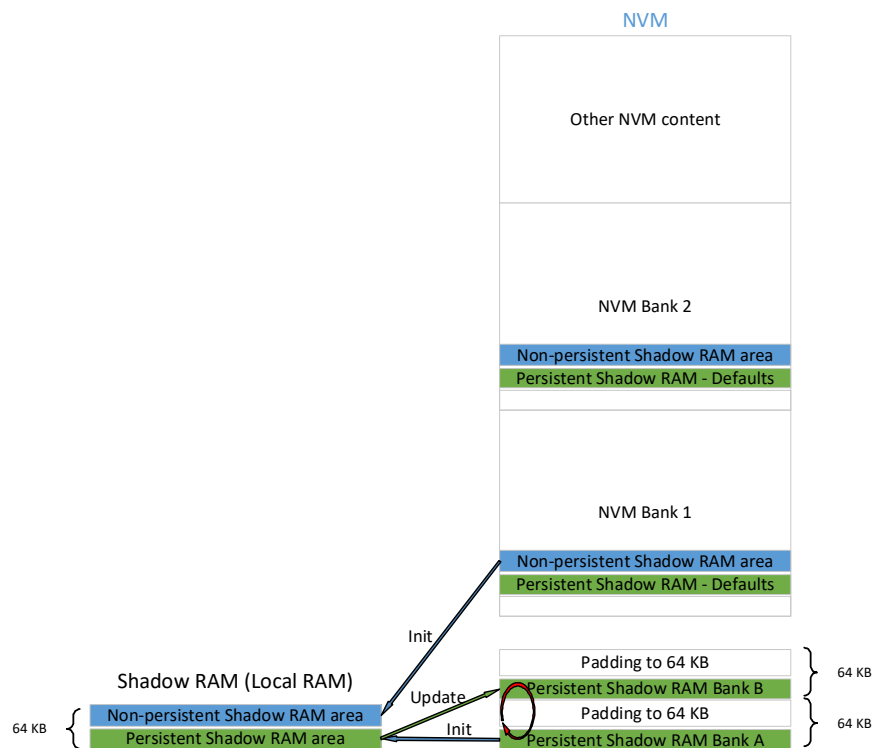 NVM
Other NVM content
NVM Bank 2
Non-persistent Shadow RAM area
Persistent Shadow RAM - Defaults
NVM Bank 1
Non-persistent Shadow RAM area
Persistent Shadow RAM - Defaults
Init
Padding to 64 KB
64 KB
Shadow RAM (Local RAM)
Update
Persistent Shadow RAM Bank B
Non-persistent Shadow RAM area
Padding to 64 KB
64 KB
64 KB
Init
Persistent Shadow RAM area
Persistent Shadow RAM Bank A